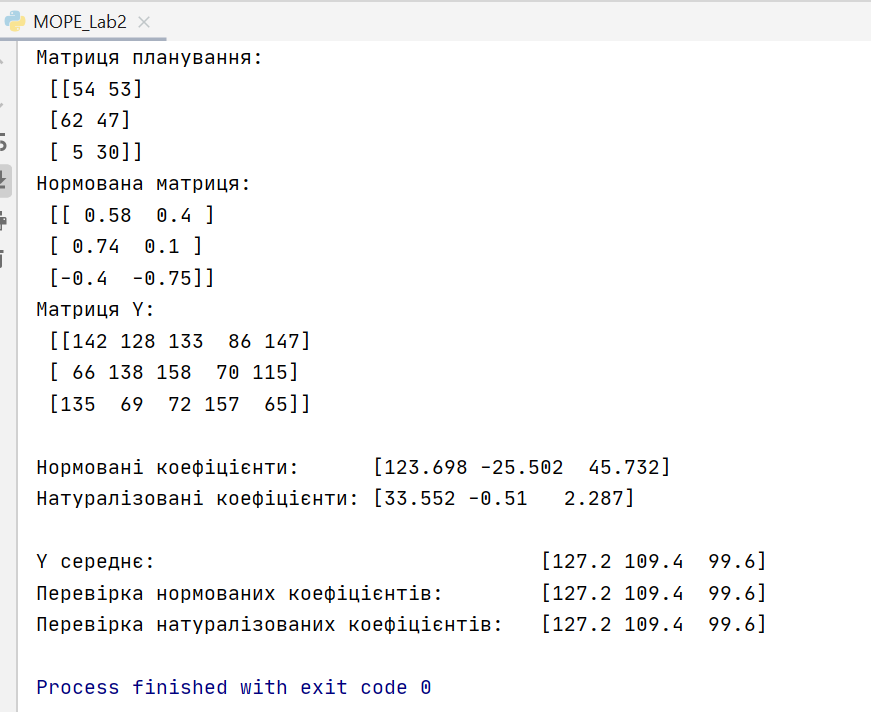 MOPE_Lab2
Матриця планування:
[[54 53]
[62 47]
[ 5 30]]
Нормована матриця:
[[ 0.58  0.4 ]
[ 0.74  0.1 ]
[-0.4  -0.75]]
Матриця Y:
[[142 128 133  86 147]
[ 66 138 158  70 115]
[135  69  72 157  65]]
Нормовані коефіцієнти: [123.698 -25.502  45.732]
Натуралізовані коефіцієнти: [33.552 -0.51   2.287]
Y середнє: [127.2 109.4  99.6]
Перевірка нормованих коефіцієнтів: [127.2 109.4  99.6]
Перевірка натуралізованих коефіцієнтів: [127.2 109.4  99.6]
Process finished with exit code 0